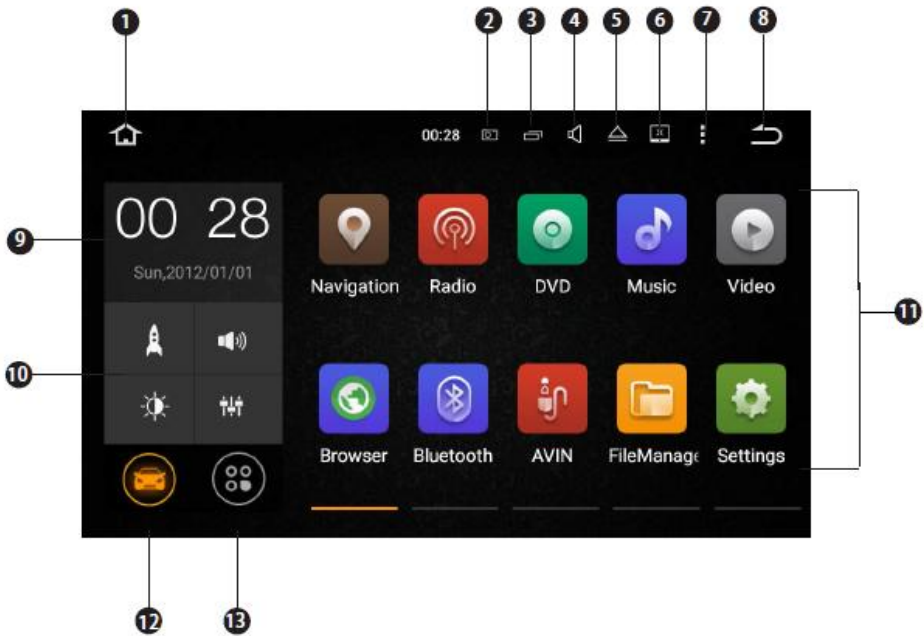 1 2 3 4 5 6 7 8
00:28
00 28
9
Sun,2012/01/01
Navigation Radio DVD Music Video
11
10
Browser Bluetooth AVIN FileManage Settings
12 13